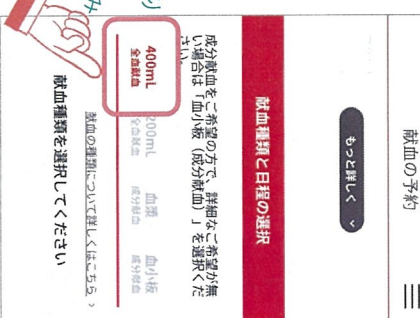 献血の予約
もっと詳しく
献血種類と日程の選択
成分献血をご希望の方で、詳細なご希望が無
い場合は「血小板（成分献血）」を選択くだ
さい。
400mL
全血献血
200mL
全血献血
血漿
成分献血
血小板
成分献血
献血の種類について詳しくはこちら
献血種類を選択してください